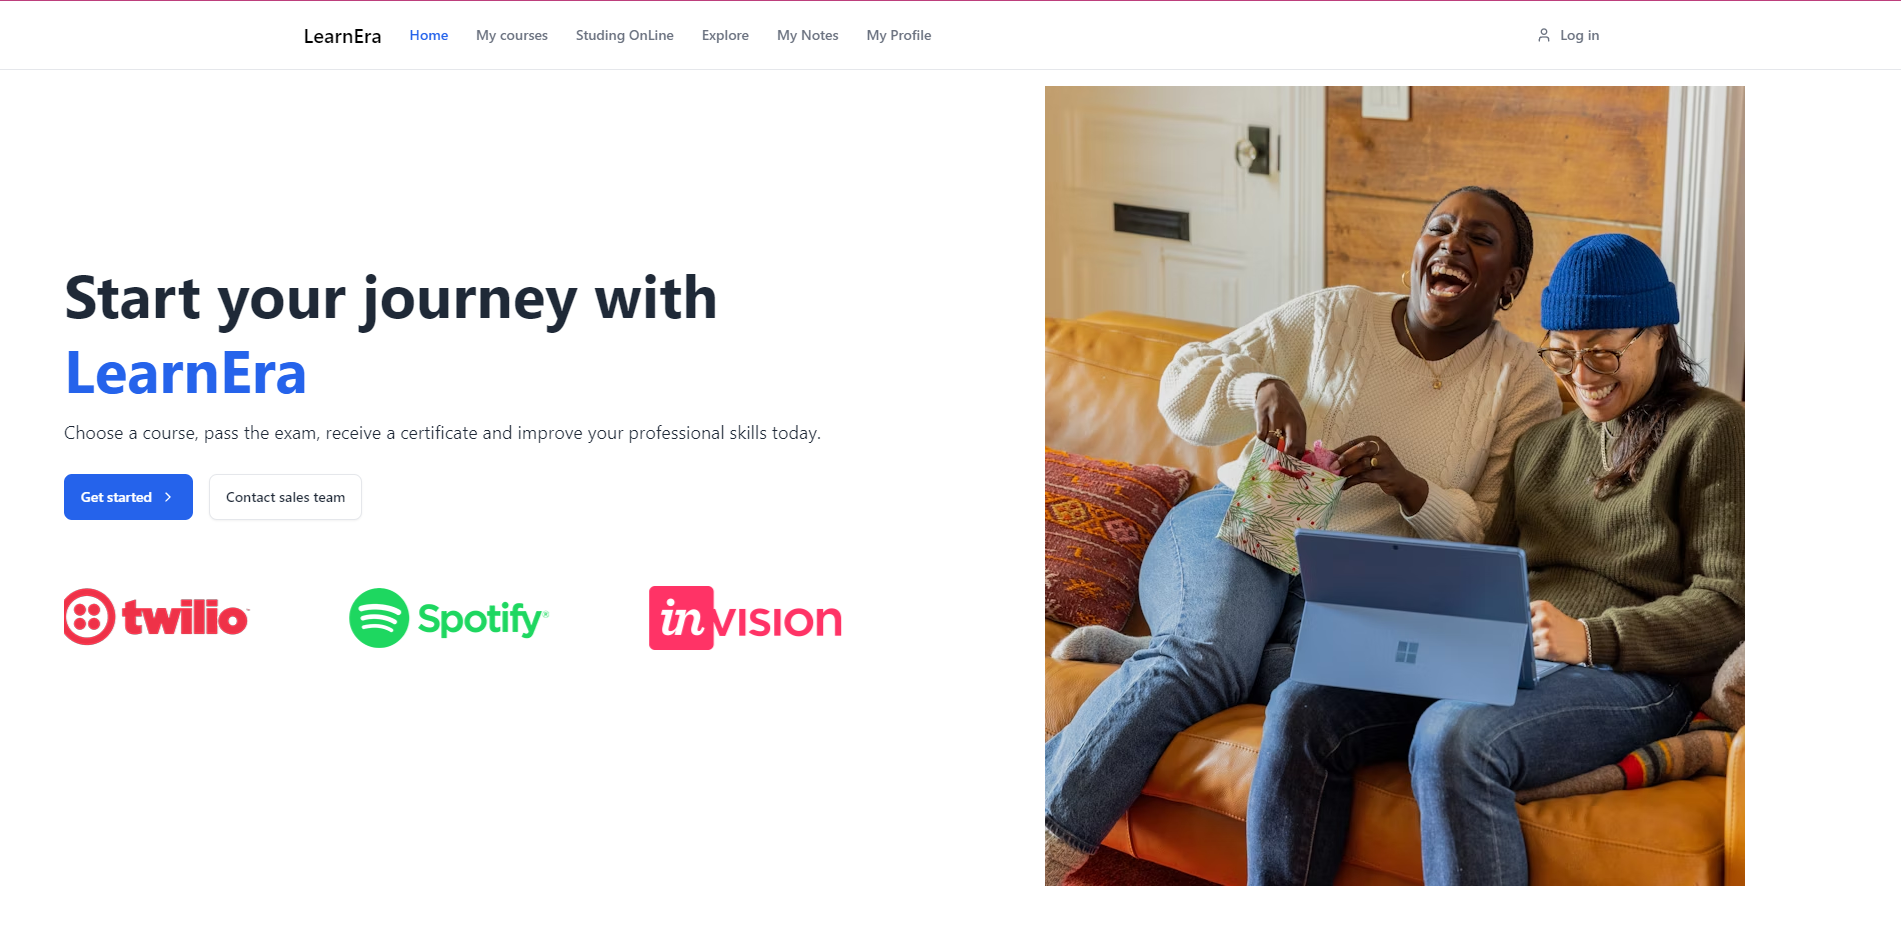 LearnEra Home My courses Studing OnLine Explore My Notes My Profile Log in
Start your journey with
LearnEra
Choose a course, pass the exam, receive a certificate and improve your professional skills today.
Get started Contact sales team
twilio Spotify® invision